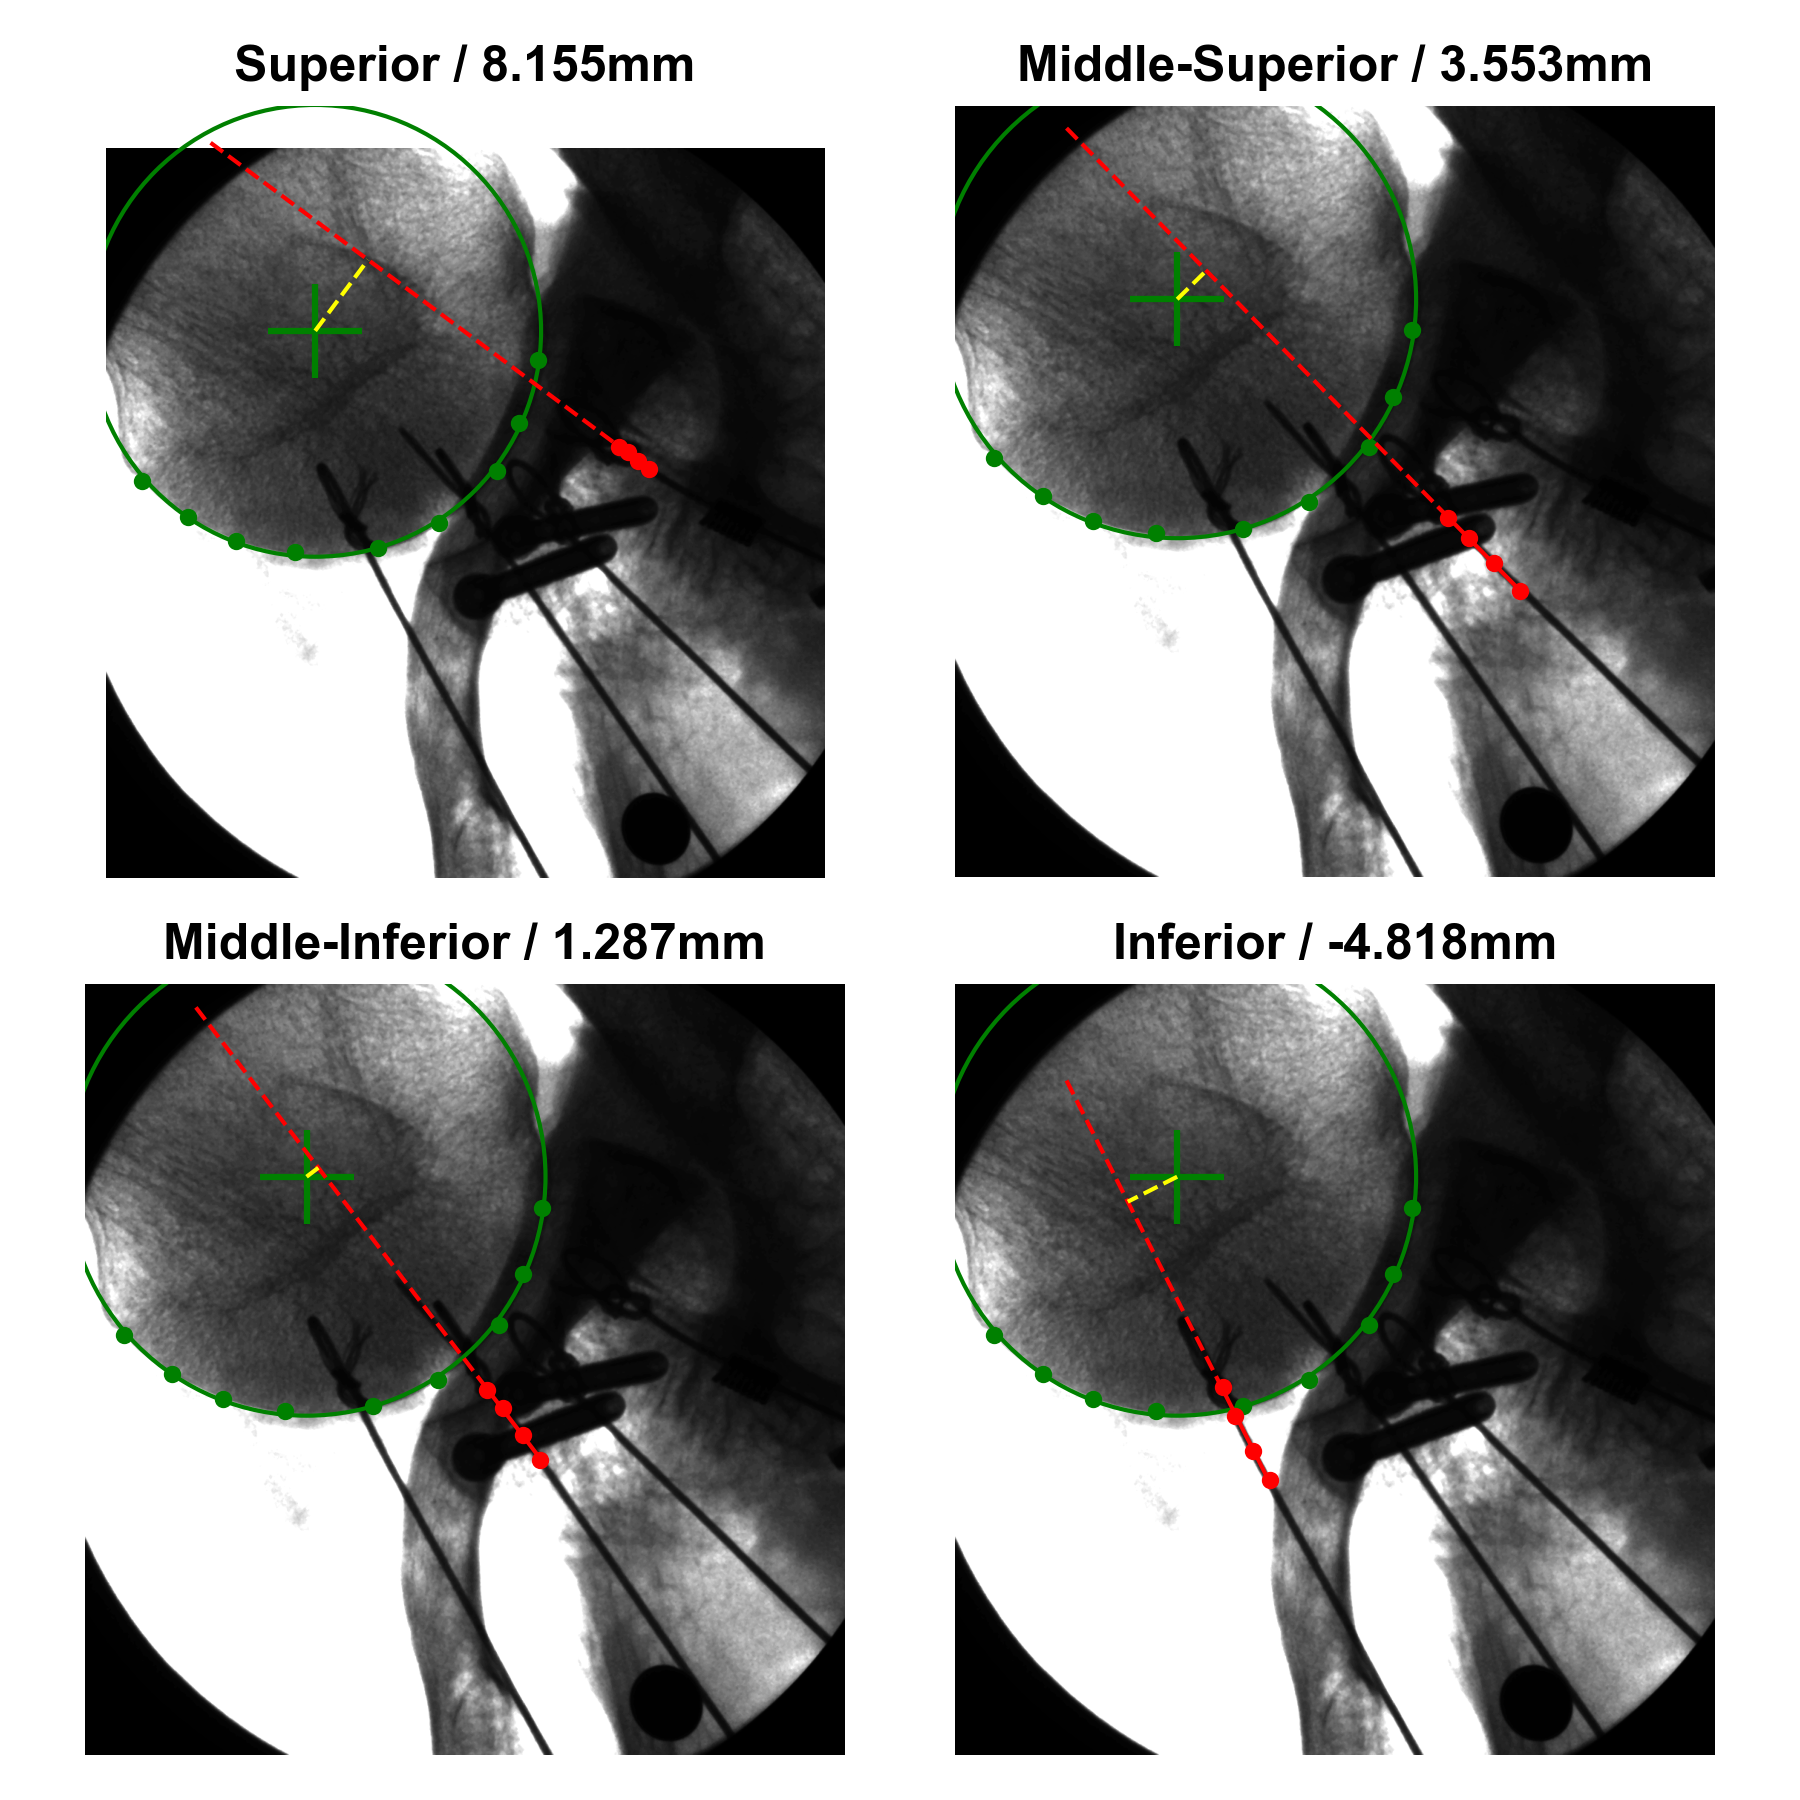 Superior / 8.155mm
Middle-Superior / 3.553mm
Middle-Inferior / 1.287mm
Inferior / -4.818mm